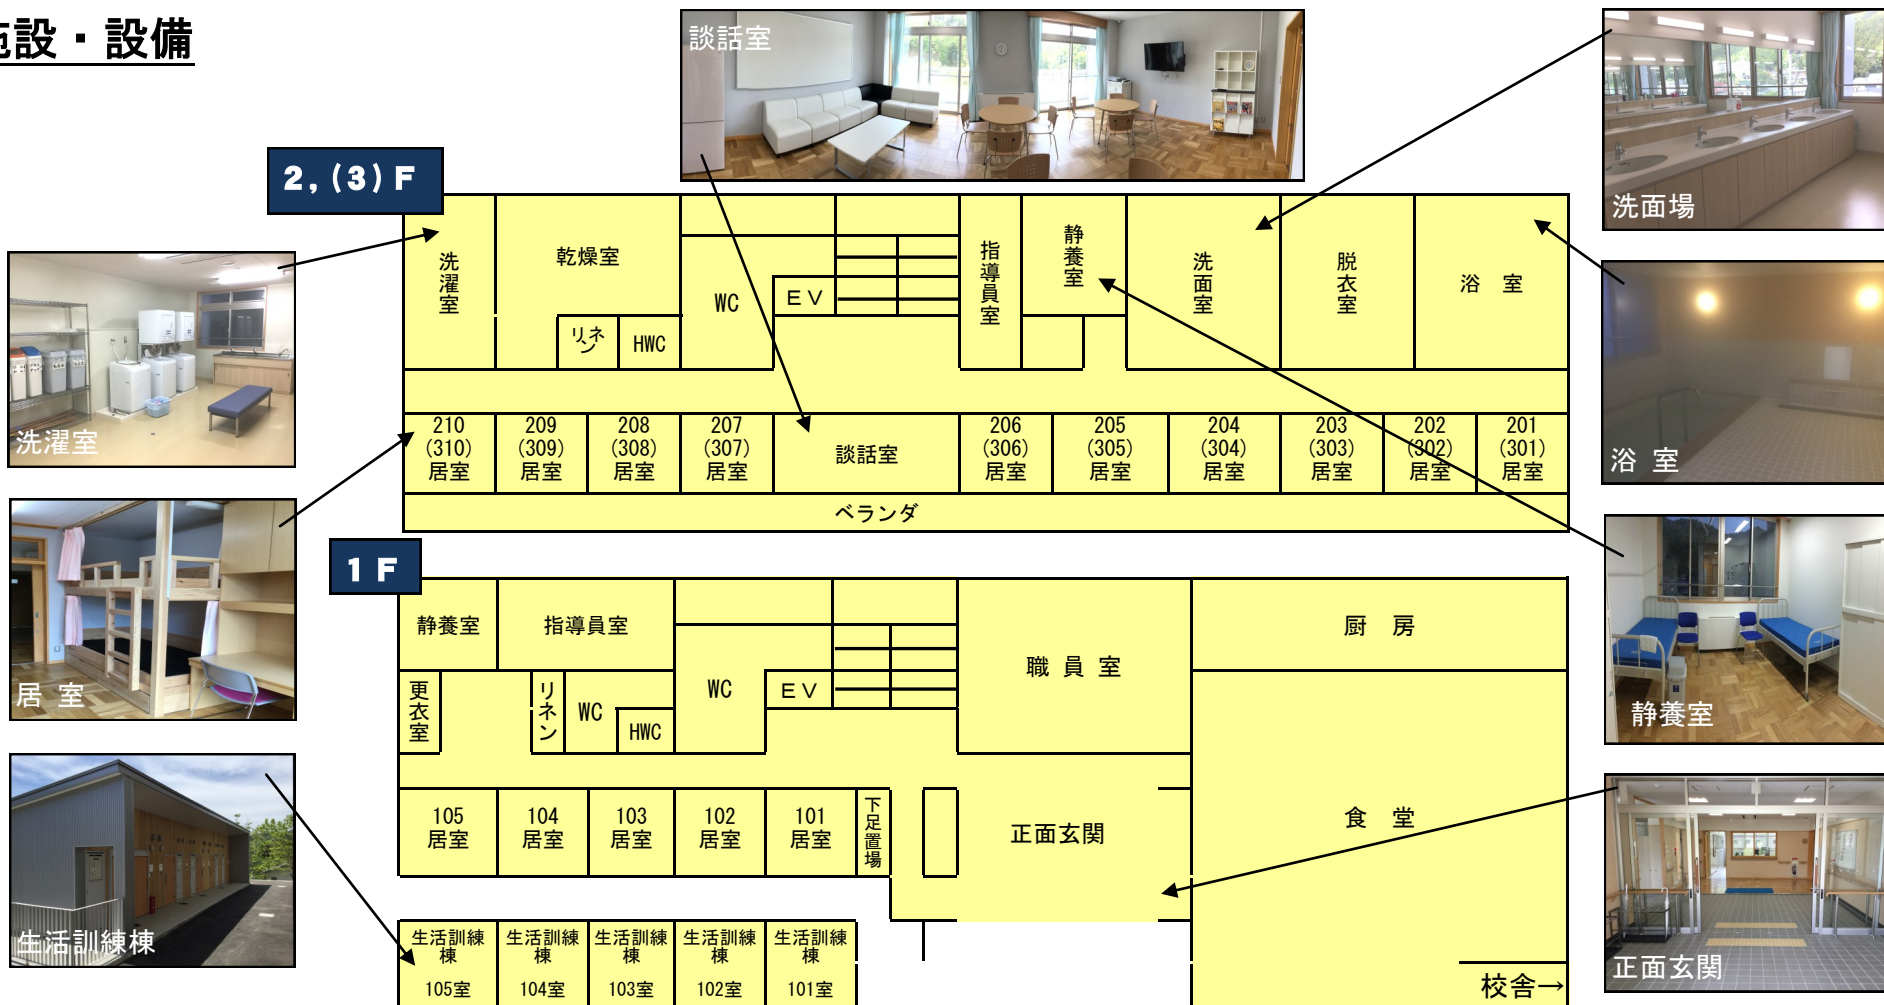 施設・設備
談話室
洗面場
2,(3)F
洗濯室
乾燥室
WC
EV
リネン
HWC
指導員室
静養室
洗面室
脱衣室
浴 室
洗濯室
浴 室
210
(310)
居室
209
(309)
居室
208
(308)
居室
207
(307)
居室
談話室
206
(306)
居室
205
(305)
居室
204
(304)
居室
203
(303)
居室
202
(302)
居室
201
(301)
居室
ベランダ
居 室
静養室
1F
静養室
指導員室
更衣室
リネン
WC
HWC
WC
EV
職 員 室
厨 房
105
居室
104
居室
103
居室
102
居室
101
居室
下足置場
正面玄関
食 堂
生活訓練棟
正面玄関
生活訓練
棟
105室
生活訓練
棟
104室
生活訓練
棟
103室
生活訓練
棟
102室
生活訓練
棟
101室
校舎→